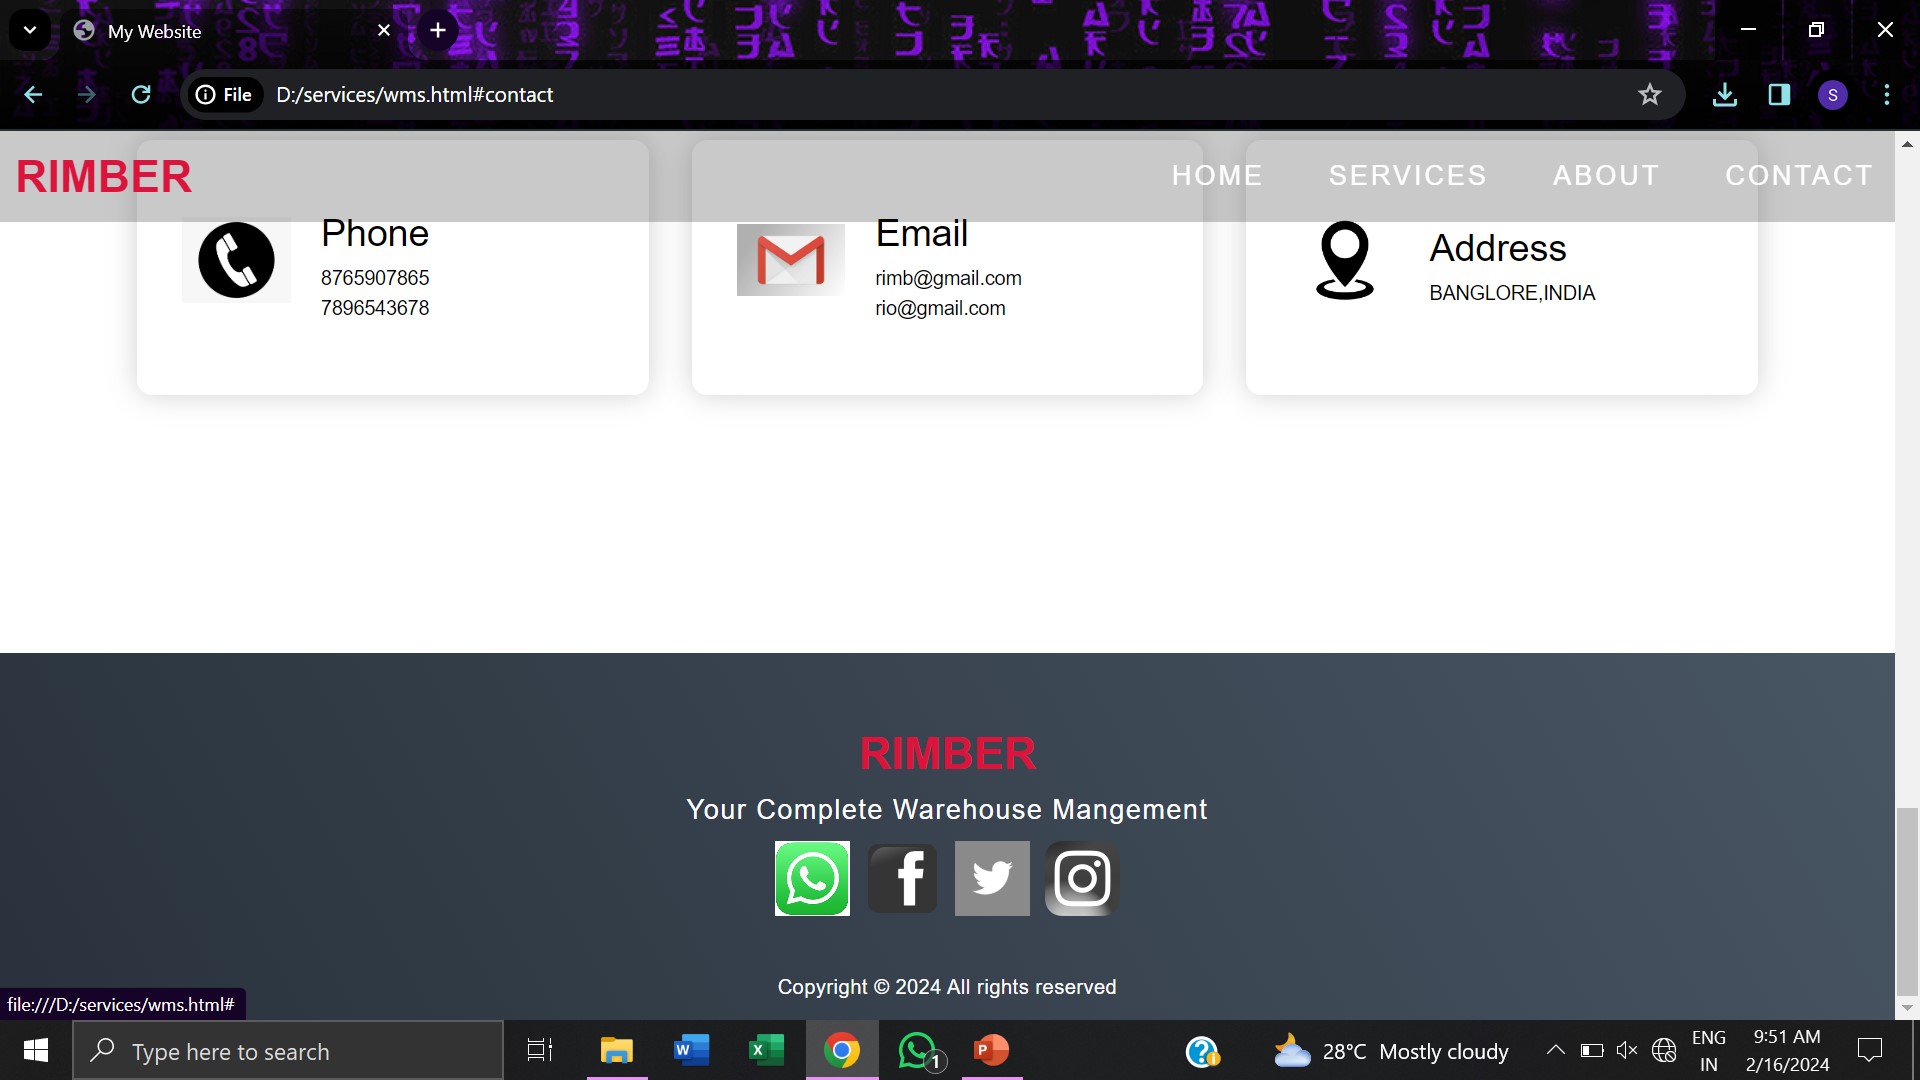 My Website
File D:/services/wms.html#contact
RIMBER HOME SERVICES ABOUT CONTACT
Phone
8765907865
7896543678
Email
rimb@gmail.com
rio@gmail.com
Address
BANGLORE,INDIA
RIMBER
Your Complete Warehouse Mangement
Copyright © 2024 All rights reserved
file:///D:/services/wms.html#
Type here to search
28°C Mostly cloudy
ENG
IN
9:51 AM
2/16/2024